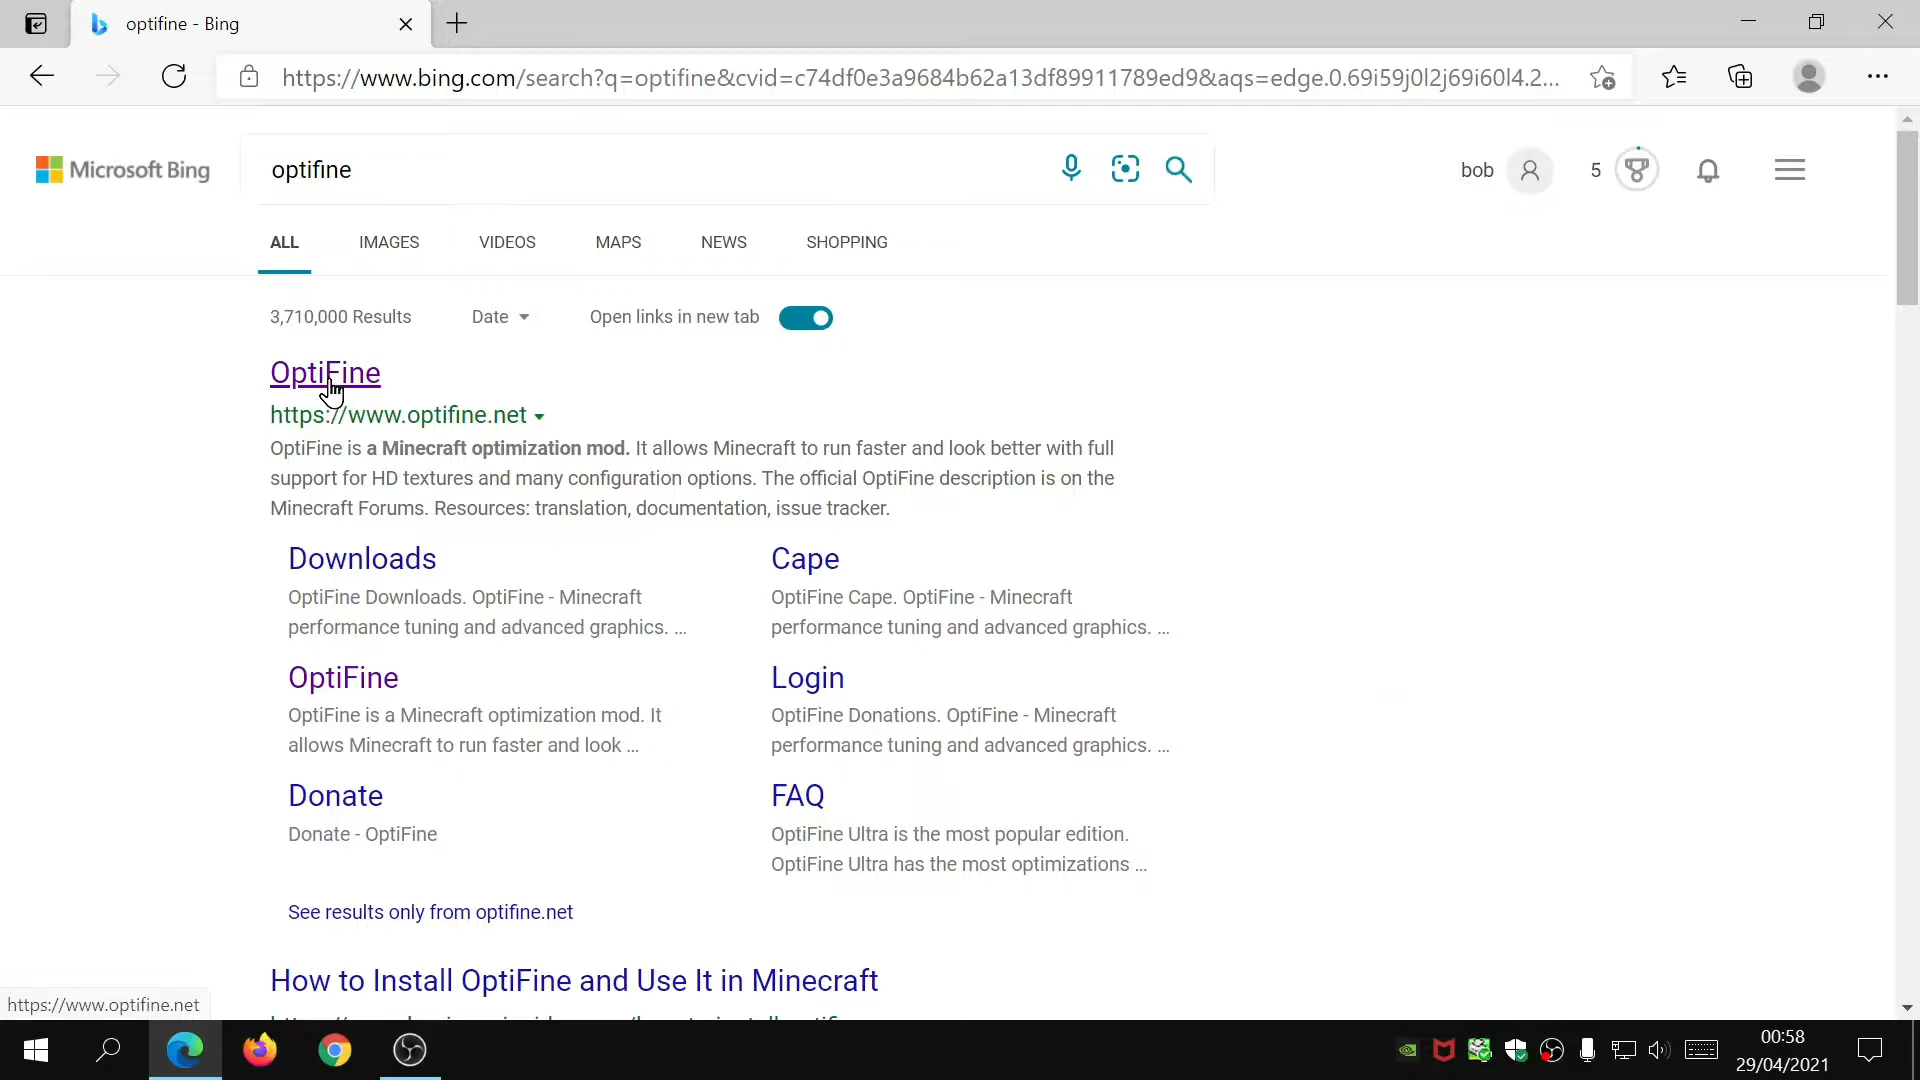 optifine - Bing
https://www.bing.com/search?q=optifine&cvid=c74df0e3a9684b62a13df89911789ed9&aqs=edge.0.69i59j0l2j69i60l4.2...
Microsoft Bing
optifine
bob
5
ALL IMAGES VIDEOS MAPS NEWS SHOPPING
3,710,000 Results Date Open links in new tab
OptiFine
https://www.optifine.net
OptiFine is a Minecraft optimization mod. It allows Minecraft to run faster and look better with full
support for HD textures and many configuration options. The official OptiFine description is on the
Minecraft Forums. Resources: translation, documentation, issue tracker.
Downloads
OptiFine Downloads. OptiFine - Minecraft
performance tuning and advanced graphics. ...
Cape
OptiFine Cape. OptiFine - Minecraft
performance tuning and advanced graphics. ...
OptiFine
OptiFine is a Minecraft optimization mod. It
allows Minecraft to run faster and look ...
Login
OptiFine Donations. OptiFine - Minecraft
performance tuning and advanced graphics. ...
Donate
Donate - OptiFine
FAQ
OptiFine Ultra is the most popular edition.
OptiFine Ultra has the most optimizations ...
See results only from optifine.net
How to Install OptiFine and Use It in Minecraft
https://www.optifine.net
00:58
29/04/2021